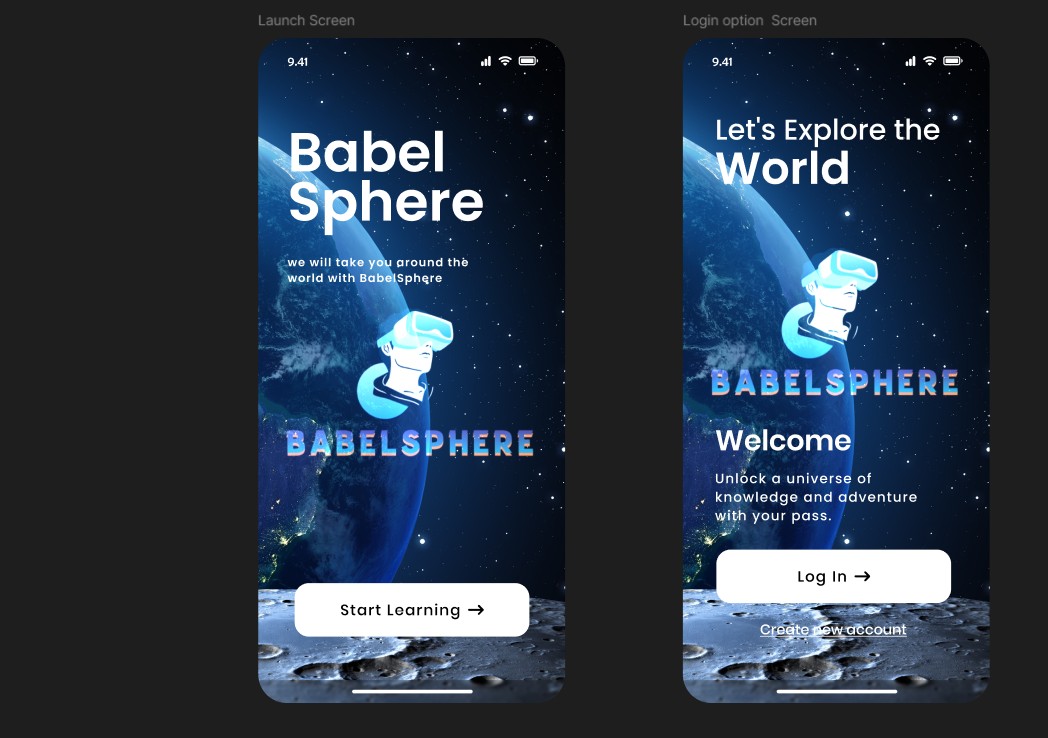 Launch Screen
9.41
Babel
Sphere
we will take you around the
world with BabelSphere
BABELSPHERE
Start Learning →
Login option Screen
9.41
Let's Explore the
World
BABELSPHERE
Welcome
Unlock a universe of
knowledge and adventure
with your pass.
Log In →
Create new account